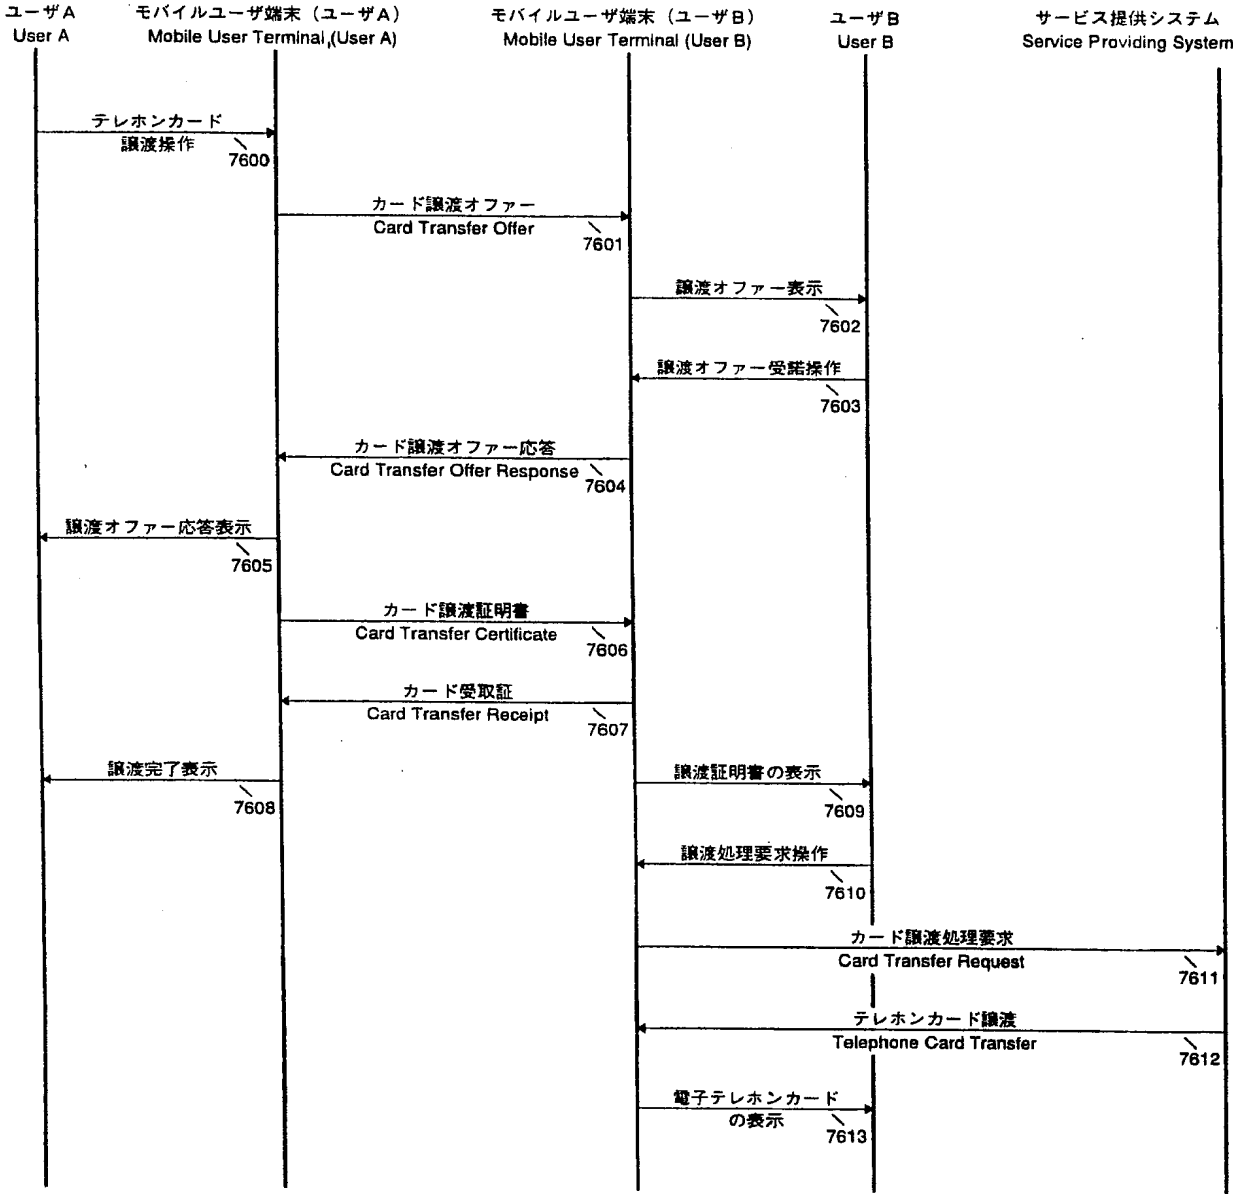 ユーザA
User A
モバイルユーザ端末（ユーザA）
Mobile User Terminal (User A)
モバイルユーザ端末（ユーザB）
Mobile User Terminal (User B)
ユーザB
User B
サービス提供システム
Service Providing System
テレホンカード
譲渡操作
7600
カード譲渡オファー
Card Transfer Offer
7601
譲渡オファー表示
7602
譲渡オファー受諾操作
7603
カード譲渡オファー応答
Card Transfer Offer Response
7604
譲渡オファー応答表示
7605
カード譲渡証明書
Card Transfer Certificate
7606
カード受取証
Card Transfer Receipt
7607
譲渡完了表示
7608
譲渡証明書の表示
7609
譲渡処理要求操作
7610
カード譲渡処理要求
Card Transfer Request
7611
テレホンカード譲渡
Telephone Card Transfer
7612
電子テレホンカード
の表示
7613